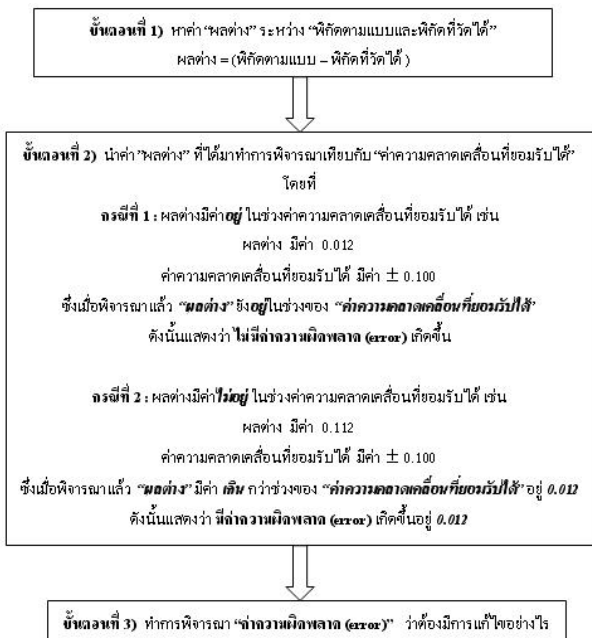 ขั้นตอนที่ 1) หาค่า "ผลต่าง" ระหว่าง "พิกัดตามแบบและพิกัดที่วัดได้"
ผลต่าง = (พิกัดตามแบบ – พิกัดที่วัดได้ )
ขั้นตอนที่ 2) นำค่า "ผลต่าง" ที่ได้มาทำการพิจารณาเทียบกับ "ค่าความคลาดเคลื่อนที่ยอมรับได้"
โดยที่
กรณีที่ 1 : ผลต่างมีค่าอยู่ ในช่วงค่าความคลาดเคลื่อนที่ยอมรับได้ เช่น
ผลต่าง มีค่า 0.012
ค่าความคลาดเคลื่อนที่ยอมรับได้ มีค่า ± 0.100
ซึ่งเมื่อพิจารณาแล้ว "ผลต่าง" ยังอยู่ในช่วงของ "ค่าความคลาดเคลื่อนที่ยอมรับได้"
ดังนั้นแสดงว่า ไม่มีค่าความผิดพลาด (error) เกิดขึ้น
กรณีที่ 2 : ผลต่างมีค่าไม่อยู่ ในช่วงค่าความคลาดเคลื่อนที่ยอมรับได้ เช่น
ผลต่าง มีค่า 0.112
ค่าความคลาดเคลื่อนที่ยอมรับได้ มีค่า ± 0.100
ซึ่งเมื่อพิจารณาแล้ว "ผลต่าง" มีค่า เกิน กว่าช่วงของ "ค่าความคลาดเคลื่อนที่ยอมรับได้" อยู่ 0.012
ดังนั้นแสดงว่า มีค่าความผิดพลาด (error) เกิดขึ้นอยู่ 0.012
ขั้นตอนที่ 3) ทำการพิจารณา "ค่าความผิดพลาด (error)" ว่าต้องมีการแก้ไขอย่างไร